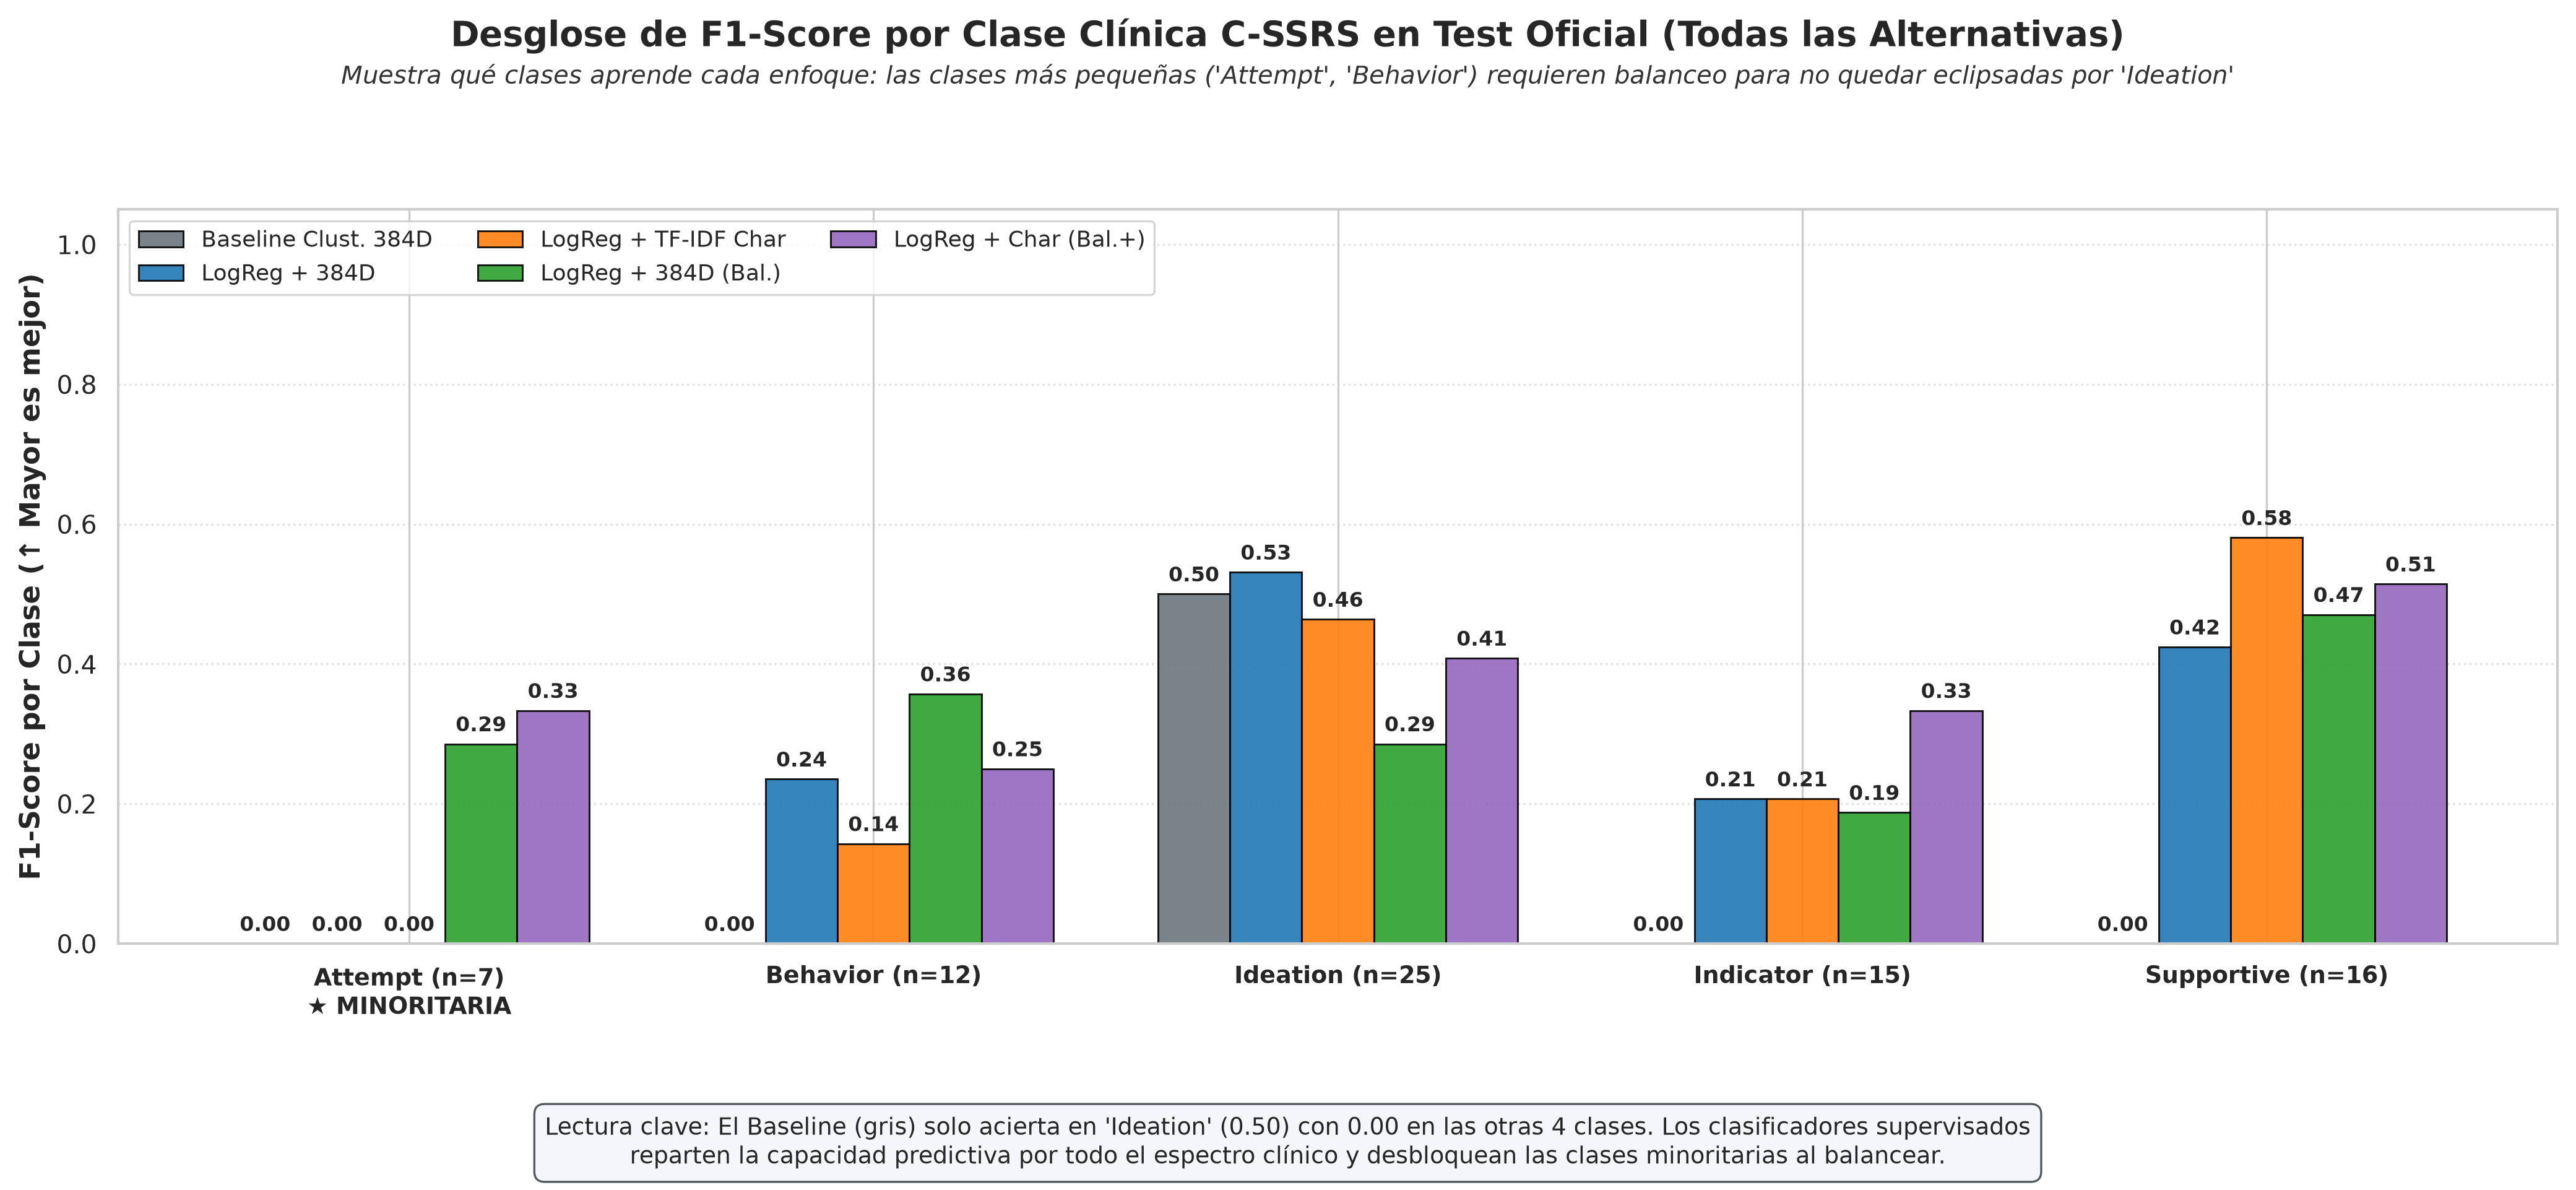 Desglose de F1-Score por Clase Clínica C-SSRS en Test Oficial (Todas las Alternativas)
Muestra qué clases aprende cada enfoque: las clases más pequeñas ('Attempt', 'Behavior') requieren balanceo para no quedar eclipsadas por 'Ideation'
Baseline Clust. 384D
LogReg + 384D
LogReg + TF-IDF Char
LogReg + 384D (Bal.)
LogReg + Char (Bal.+)
F1-Score por Clase (↑ Mayor es mejor)
1.0
0.8
0.6
0.4
0.2
0.0
0.00 0.00 0.00 0.29 0.33
0.00 0.24 0.14 0.36 0.25
0.50 0.53 0.46 0.29 0.41
0.00 0.21 0.21 0.19 0.33
0.00 0.42 0.58 0.47 0.51
Attempt (n=7)
★ MINORITARIA
Behavior (n=12)
Ideation (n=25)
Indicator (n=15)
Supportive (n=16)
Lectura clave: El Baseline (gris) solo acierta en 'Ideation' (0.50) con 0.00 en las otras 4 clases. Los clasificadores supervisados
reparten la capacidad predictiva por todo el espectro clínico y desbloquean las clases minoritarias al balancear.